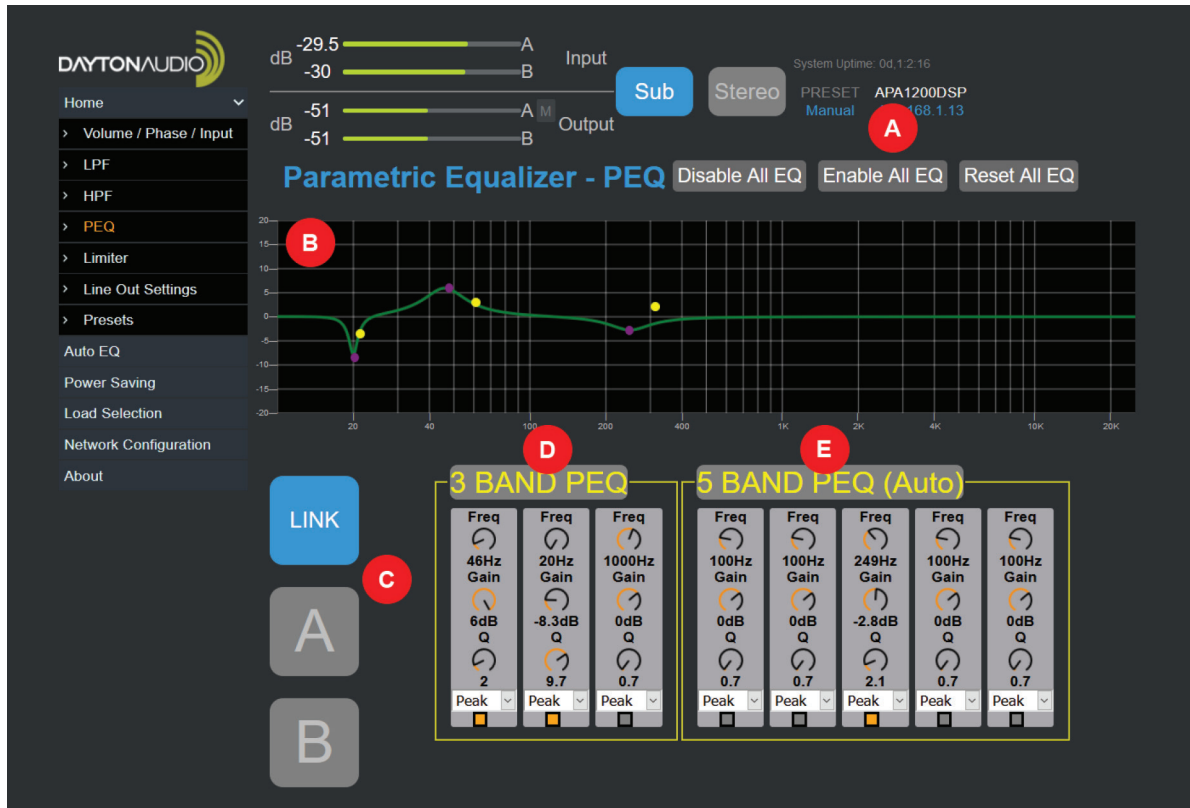 DAYTON AUDIO
Home
Volume / Phase / Input
LPF
HPF
PEQ
Limiter
Line Out Settings
Presets
Auto EQ
Power Saving
Load Selection
Network Configuration
About
dB -29.5 A Input
-30 B
dB -51 A M Output
-51 B
Sub Stereo
System Uptime: 0d,1:2:16
PRESET APA1200DSP
Manual 168.1.13
A
Parametric Equalizer - PEQ Disable All EQ Enable All EQ Reset All EQ
B
20
15
10
5
0
-5
-10
-15
-20
20 40 100 200 400 1K 2K 4K 10K 20K
D E
LINK
C
A
B
3 BAND PEQ 5 BAND PEQ (Auto)
Freq Freq Freq Freq Freq Freq Freq Freq
46Hz 20Hz 1000Hz 100Hz 100Hz 249Hz 100Hz 100Hz
Gain Gain Gain Gain Gain Gain Gain Gain
6dB -8.3dB 0dB 0dB 0dB -2.8dB 0dB 0dB
Q Q Q Q Q Q Q Q
2 9.7 0.7 0.7 0.7 2.1 0.7 0.7
Peak Peak Peak Peak Peak Peak Peak Peak